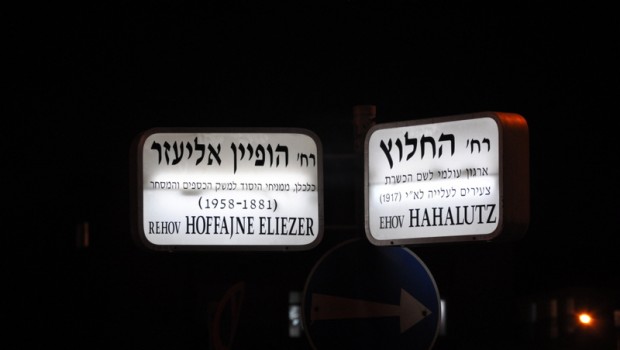 רח' הופיין אליעזר
כלכלן, ממניחי היסוד למשק הכספים והמסחר
(1958-1881)
REHOV HOFFAJNE ELIEZER
רח' החלוץ
ארגון עולמי לשם הכשרת
צעירים לעלייה לא"י (1917)
EHOV HAHALUTZ